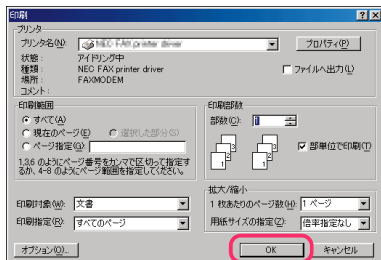 印刷
プリンタ
プリンタ名(N): NEC FAX printer driver
プロパティ(P)
状態: アイドリング中
種類: NEC FAX printer driver
場所: FAXMODEM
コメント:
ファイルへ出力(L)
印刷範囲
すべて(A)
現在のページ(E) 選択した部分(S)
ページ指定(G):
1,3,6 のようにページ番号をカンマで区切って指定するか、4-8 のようにページ範囲を指定してください。
印刷部数
部数(C): 1
部単位で印刷(T)
印刷対象(W): 文書
印刷指定(R): すべてのページ
拡大/縮小
1 枚あたりのページ数(H): 1 ページ
用紙サイズの指定(Z): 倍率指定なし
オプション(O)...
OK
キャンセル